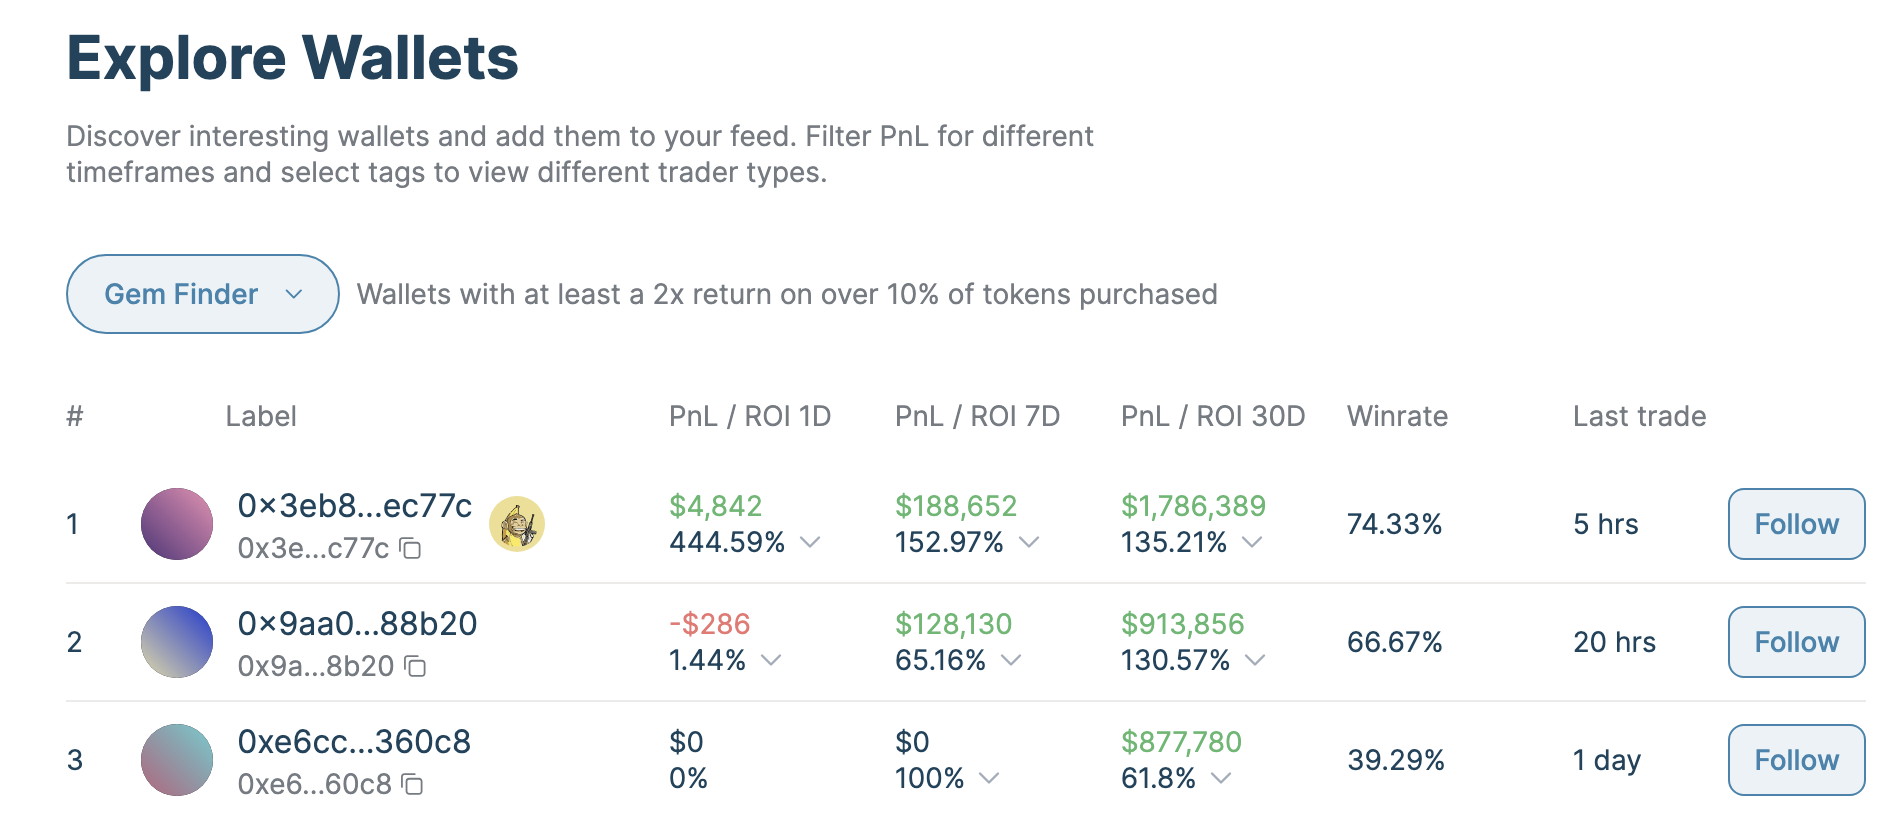 Explore Wallets
Discover interesting wallets and add them to your feed. Filter PnL for different
timeframes and select tags to view different trader types.
Gem Finder Wallets with at least a 2x return on over 10% of tokens purchased
# Label PnL / ROI 1D PnL / ROI 7D PnL / ROI 30D Winrate Last trade
1 0×3eb8...ec77c $4,842 $188,652 $1,786,389 74.33% 5 hrs Follow
0x3e...c77c 444.59% 152.97% 135.21%
2 0×9aa0...88b20 -$286 $128,130 $913,856 66.67% 20 hrs Follow
0x9a...8b20 1.44% 65.16% 130.57%
3 0xe6cc...360c8 $0 $0 $877,780 39.29% 1 day Follow
0xe6...60c8 0% 100% 61.8%